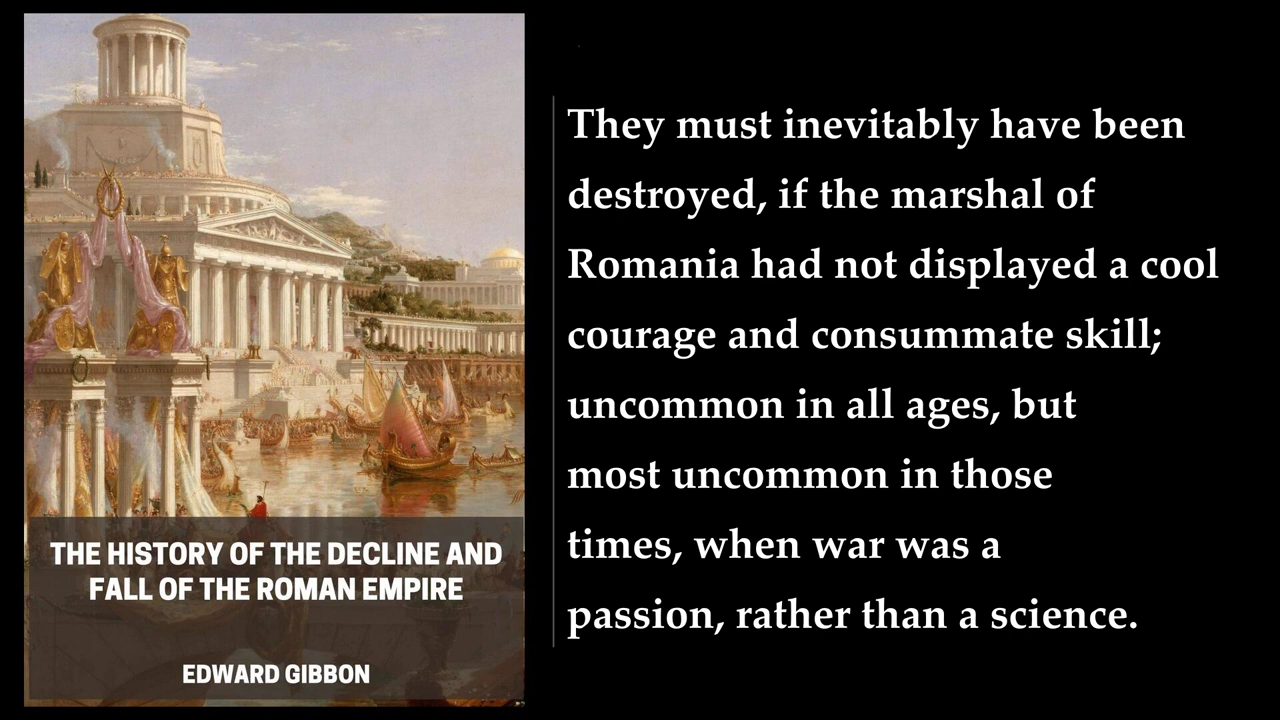 THE HISTORY OF THE DECLINE AND
FALL OF THE ROMAN EMPIRE
EDWARD GIBBON
They must inevitably have been
destroyed, if the marshal of
Romania had not displayed a cool
courage and consummate skill;
uncommon in all ages, but
most uncommon in those
times, when war was a
passion, rather than a science.